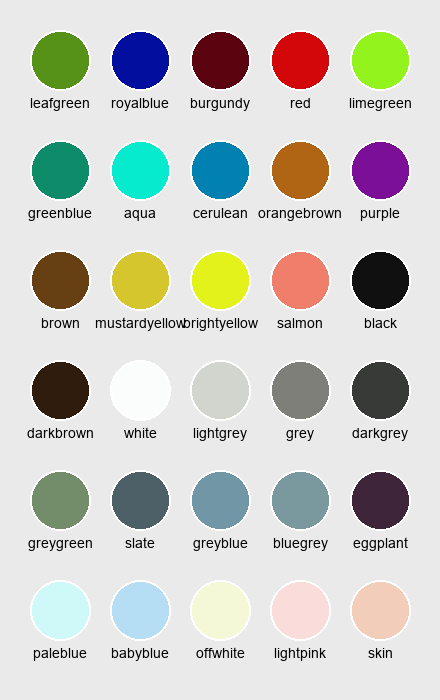 leafgreen royalblue burgundy red limegreen
greenblue aqua cerulean orangebrown purple
brown mustardyellow brightyellow salmon black
darkbrown white lightgrey grey darkgrey
greygreen slate greyblue bluegrey eggplant
paleblue babyblue offwhite lightpink skin